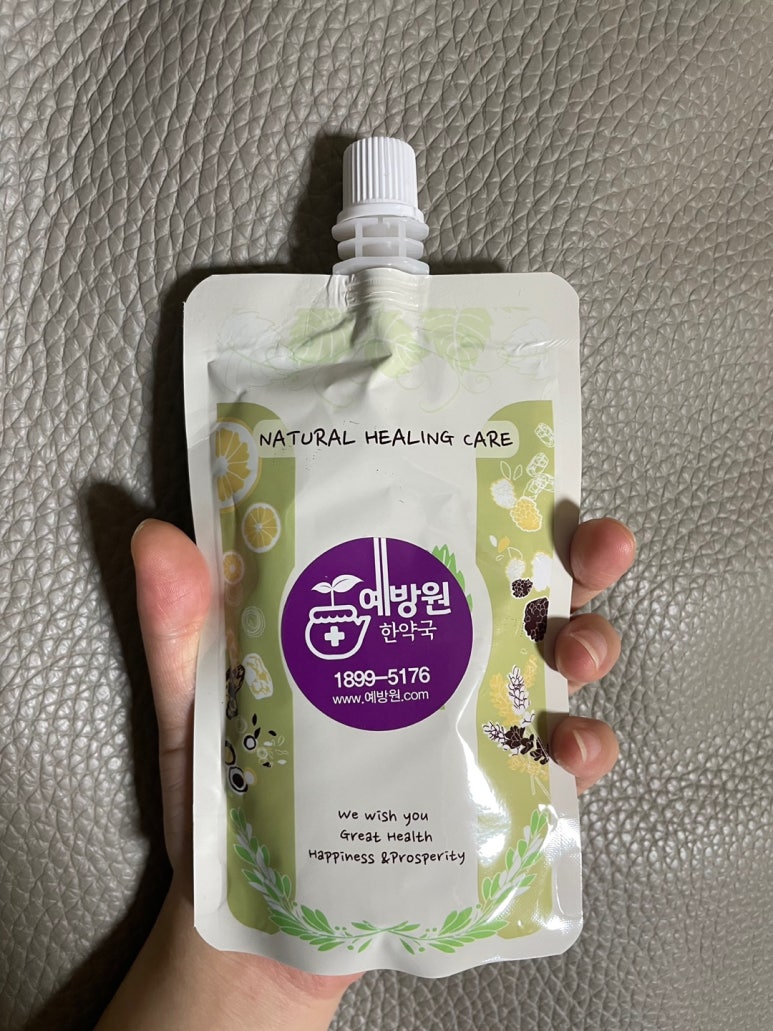 NATURAL HEALING CARE
예방원
한약국
1899-5176
www.예방원.com
We wish you
Great Health
Happiness &Prosperity